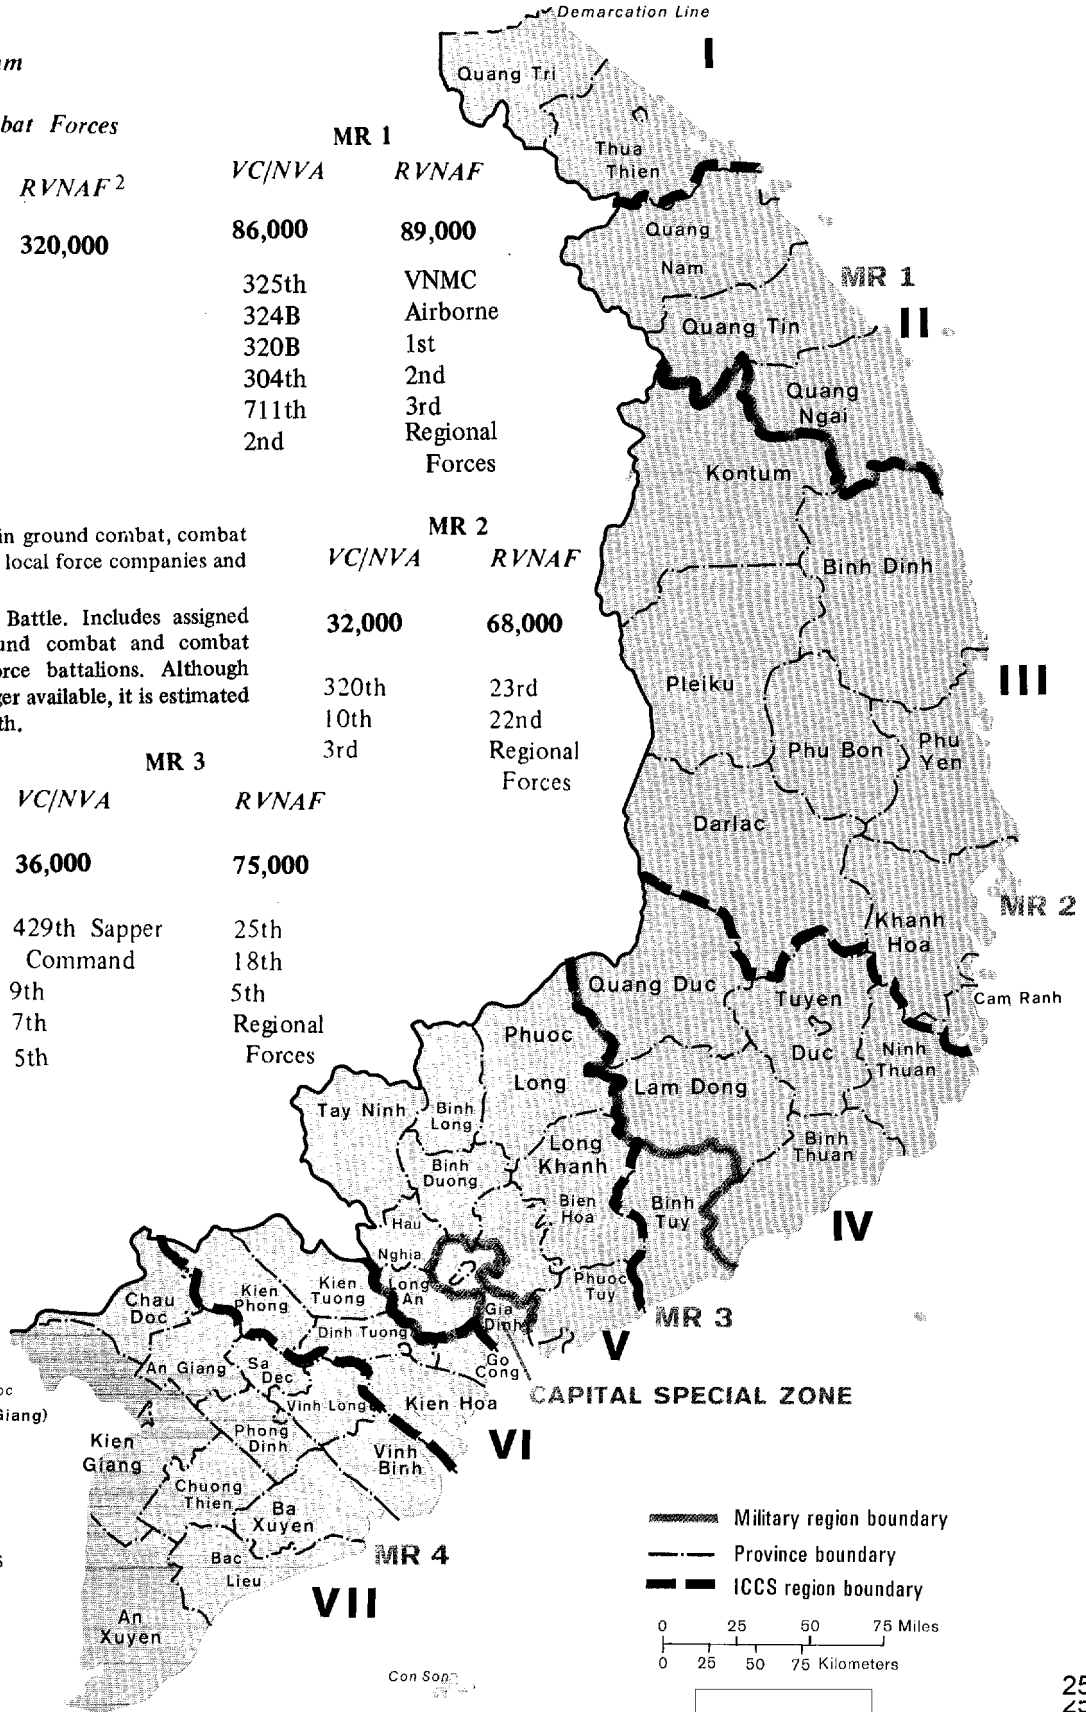 Demarcation Line
I
bat Forces
RVNAF 2
320,000
MR 1
VC/NVA RVNAF
86,000 89,000
325th VNMC
324B Airborne
320B 1st
304th 2nd
711th 3rd
2nd Regional
Forces
in ground combat, combat
local force companies and
Battle. Includes assigned
und combat and combat
orce battalions. Although
ger available, it is estimated
th.
MR 2
VC/NVA RVNAF
32,000 68,000
320th 23rd
10th 22nd
3rd Regional
Forces
MR 3
VC/NVA RVNAF
36,000 75,000
429th Sapper 25th
Command 18th
9th 5th
7th Regional
5th Forces
Quang Tri
Thua
Thien
Quang
Nam
MR 1
II
Quang Tin
Quang
Ngai
Kontum
Binh Dinh
Pleiku
III
Phu Bon
Phu
Yen
Darlac
MR 2
Khanh
Hoa
Cam Ranh
Quang Duc
Tuyen
Duc
Ninh
Thuan
Phuoc
Long
Lam Dong
Tay Ninh
Binh
Long
Long
Khanh
Binh
Thuan
Binh
Duong
Bien
Hoa
Binh
Tuy
IV
Hau
Nghia
Long
An
Phuoc
Tuy
Gia
Dinh
MR 3
V
Kien
Tuong
Kien
Phong
Chau
Doc
Dinh Tuong
Go
Cong
CAPITAL SPECIAL ZONE
An Giang
Sa
Dec
Vinh Long
Kien Hoa
Giang)
Kien
Giang
Phong
Dinh
Vinh
Binh
VI
Chuong
Thien
Ba
Xuyen
Bac
Lieu
MR 4
VII
An
Xuyen
Con Son
Military region boundary
Province boundary
ICCS region boundary
0 25 50 75 Miles
0 25 50 75 Kilometers
25